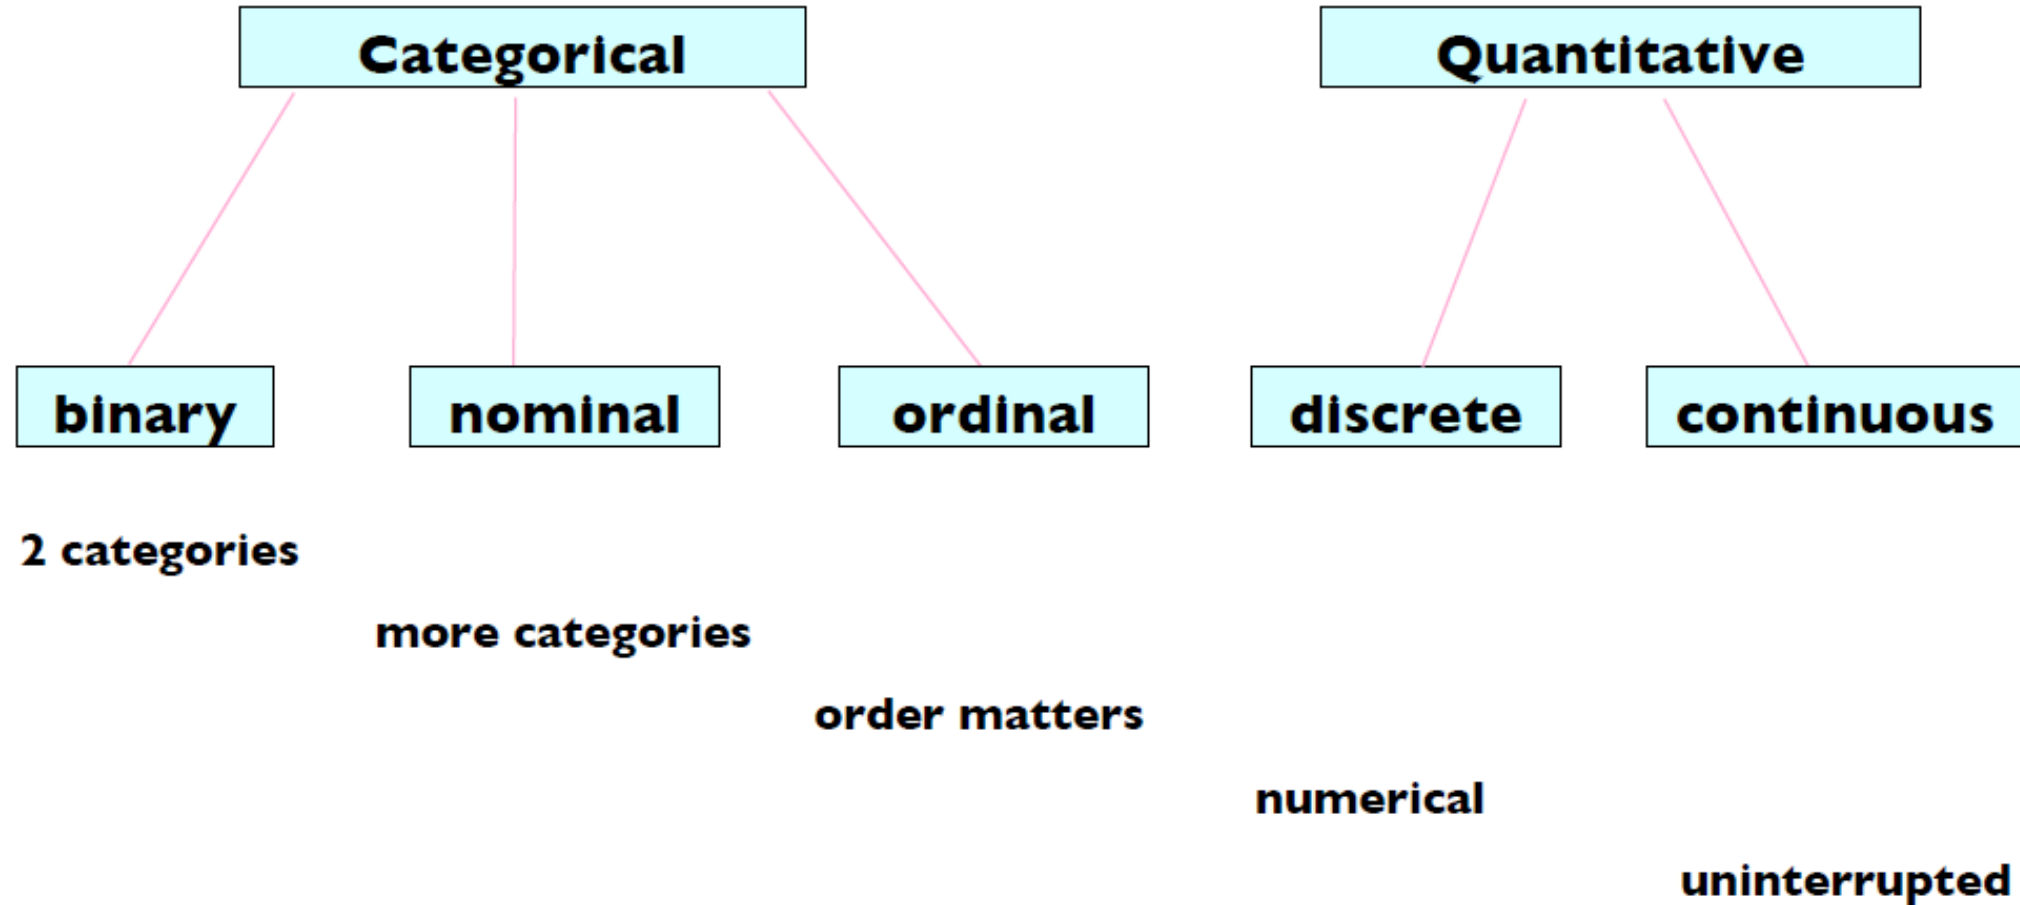 Categorical
Quantitative
binary
nominal
ordinal
discrete
continuous
2 categories
more categories
order matters
numerical
uninterrupted